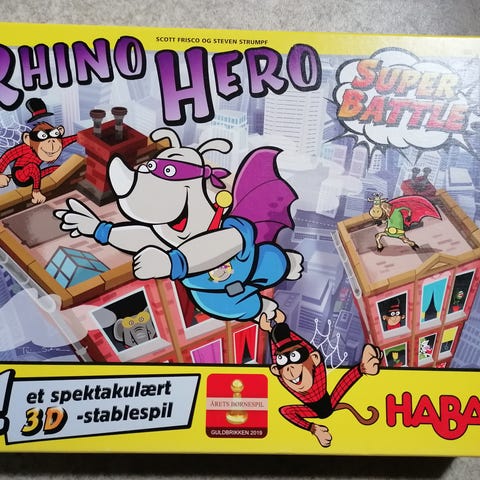 SCOTT FRISCO OG STEVEN STRUMPF
RHINO HERO
SUPER
BATTLE
et spektakulært
3D -stablespil
ÅRETS BØRNESPIL
GULDBRIKKEN 2019
HABA